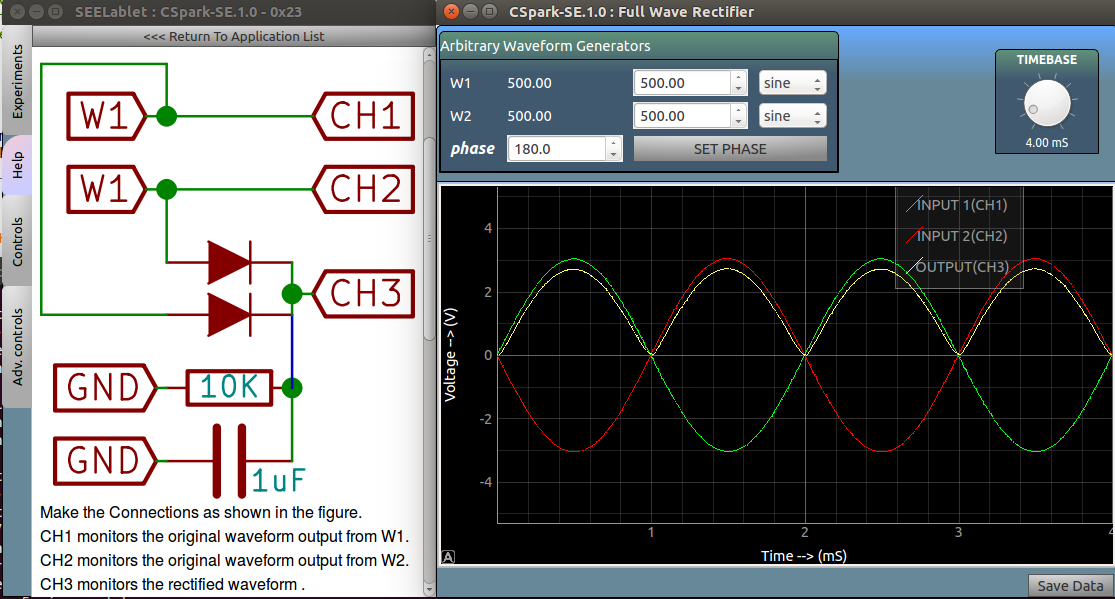 SEELablet : CSpark-SE.1.0 - 0x23
<<< Return To Application List
Experiments
Help
Controls
Adv. controls
W1
CH1
W1
CH2
CH3
GND
10K
GND
1uF
Make the Connections as shown in the figure.
CH1 monitors the original waveform output from W1.
CH2 monitors the original waveform output from W2.
CH3 monitors the rectified waveform .
CSpark-SE.1.0 : Full Wave Rectifier
Arbitrary Waveform Generators
W1 500.00 500.00 sine
W2 500.00 500.00 sine
phase 180.0 SET PHASE
TIMEBASE
4.00 mS
INPUT 1(CH1)
INPUT 2(CH2)
OUTPUT(CH3)
Voltage --> (V)
4
2
0
-2
-4
1 2 3 4
Time --> (mS)
A
Save Data